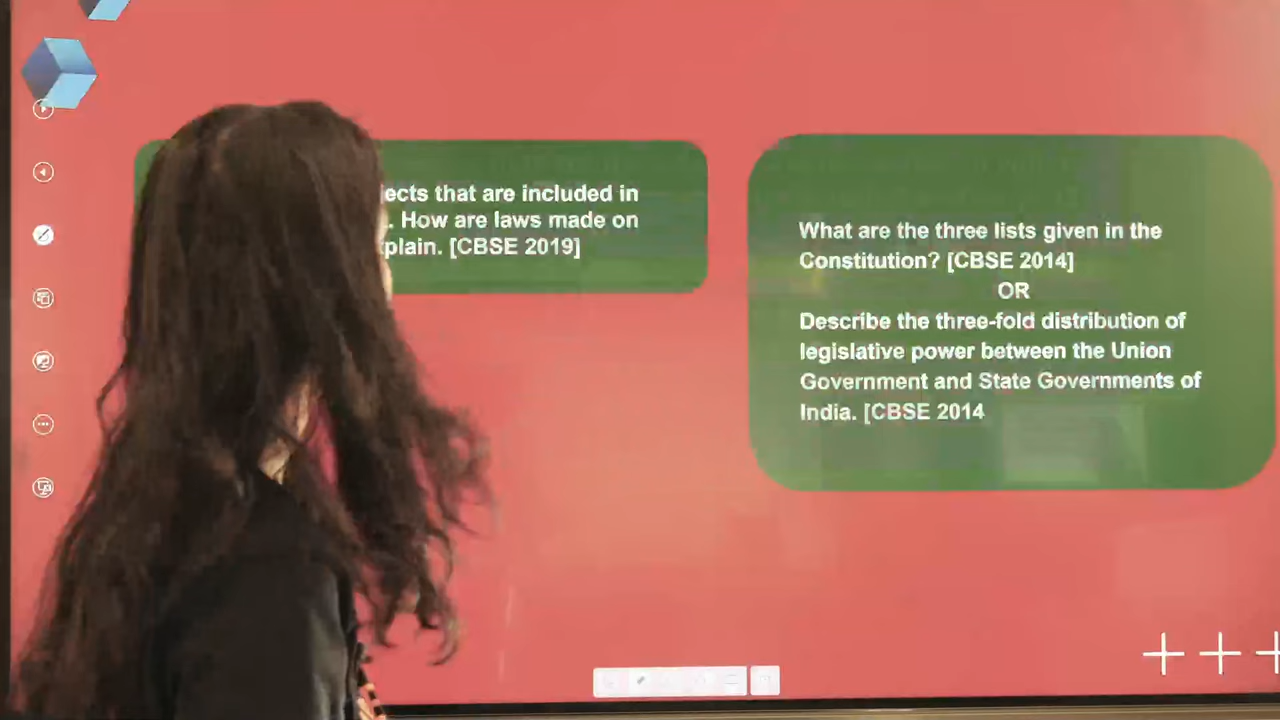 that are included in
. How are laws made on
[CBSE 2019]
What are the three lists given in the
Constitution? [CBSE 2014]
OR
Describe the three-fold distribution of
legislative power between the Union
Government and State Governments of
India. [CBSE 2014